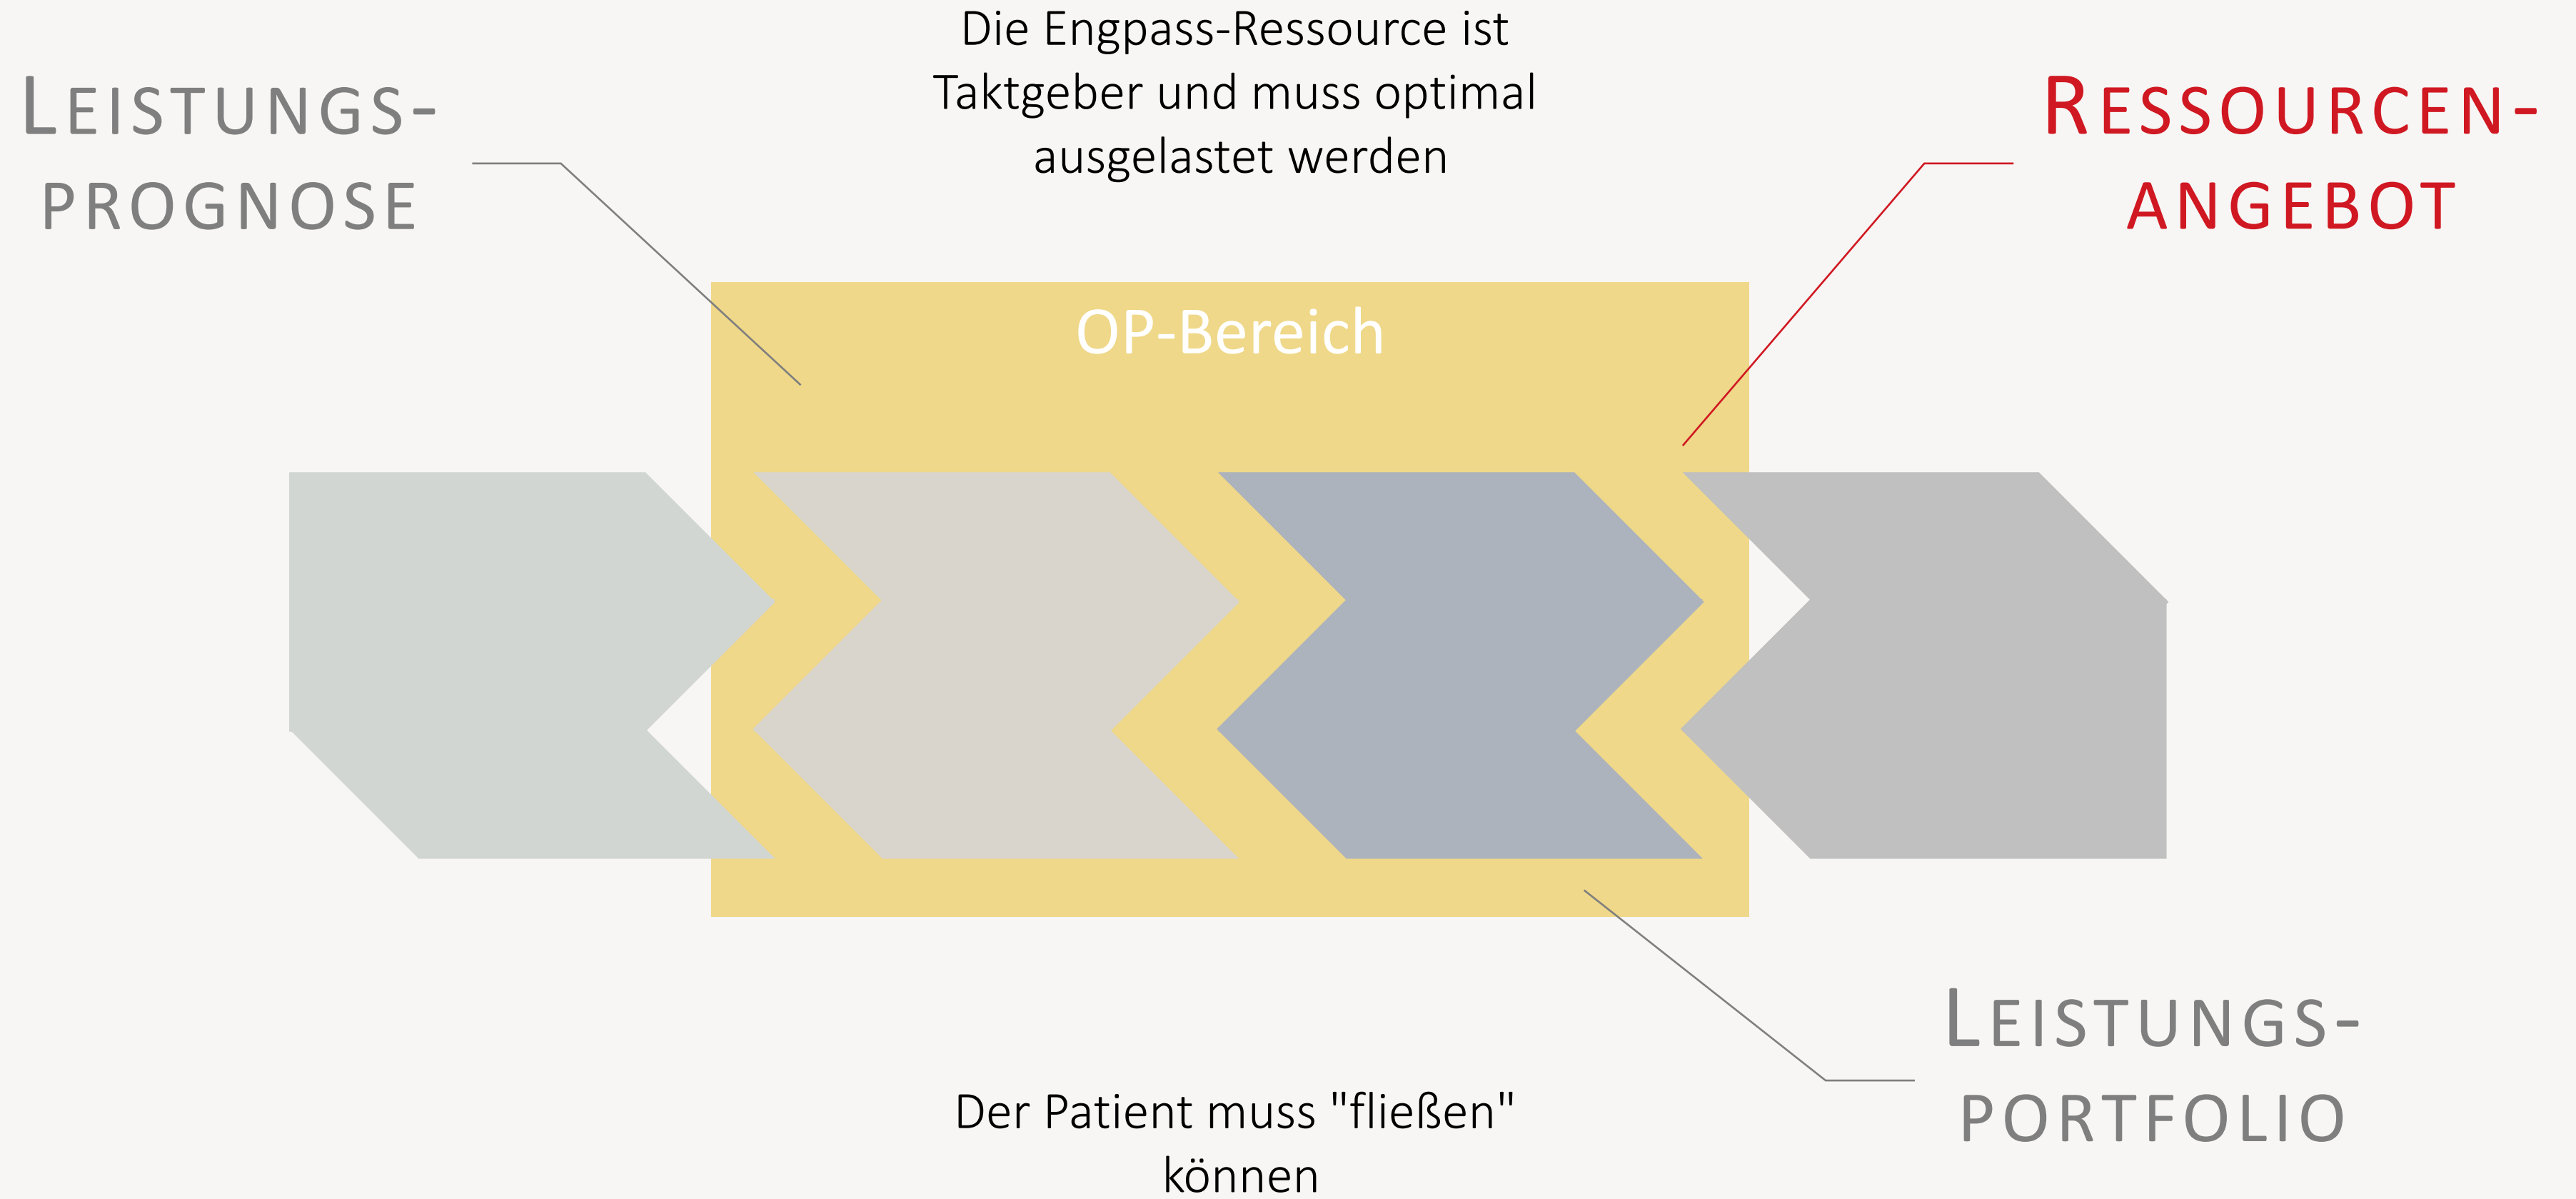 Die Engpass-Ressource ist
Taktgeber und muss optimal
ausgelastet werden
LEISTUNGS-
PROGNOSE
RESSOURCEN-
ANGEBOT
OP-Bereich
LEISTUNGS-
PORTFOLIO
Der Patient muss "fließen"
können